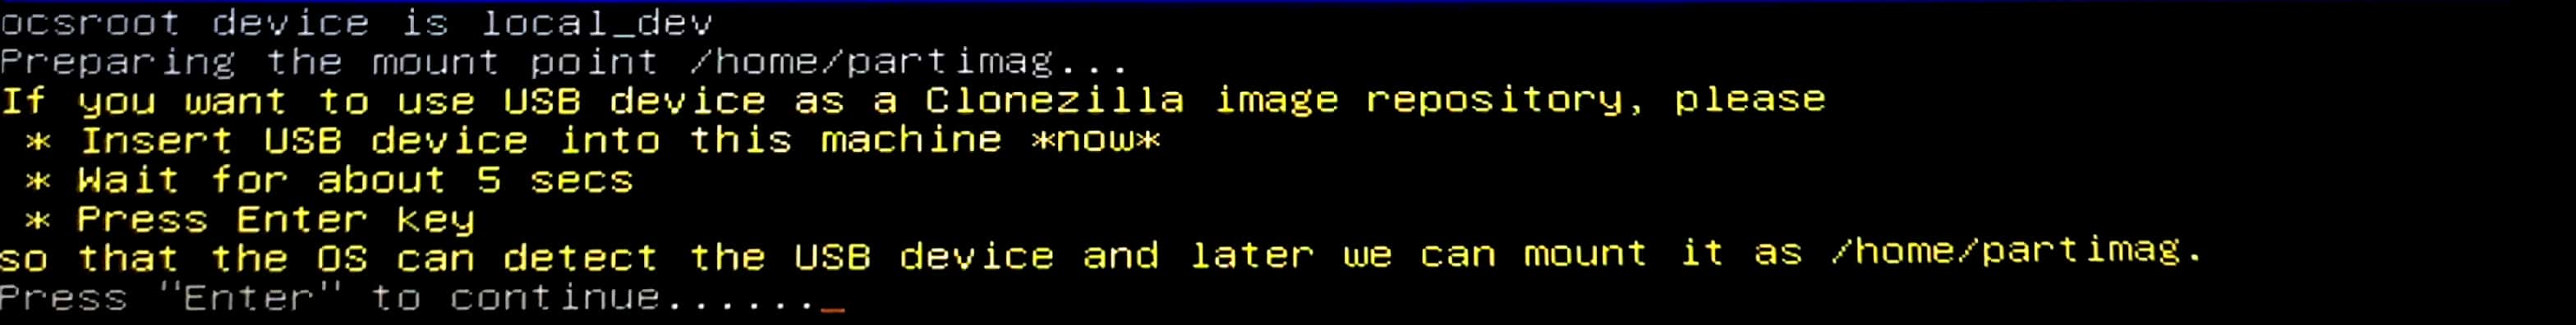 ocsroot device is local_dev
Preparing the mount point /home/partimag...
If you want to use USB device as a Clonezilla image repository, please
 * Insert USB device into this machine *now*
 * Wait for about 5 secs
 * Press Enter key
so that the OS can detect the USB device and later we can mount it as /home/partimag.
Press "Enter" to continue......_